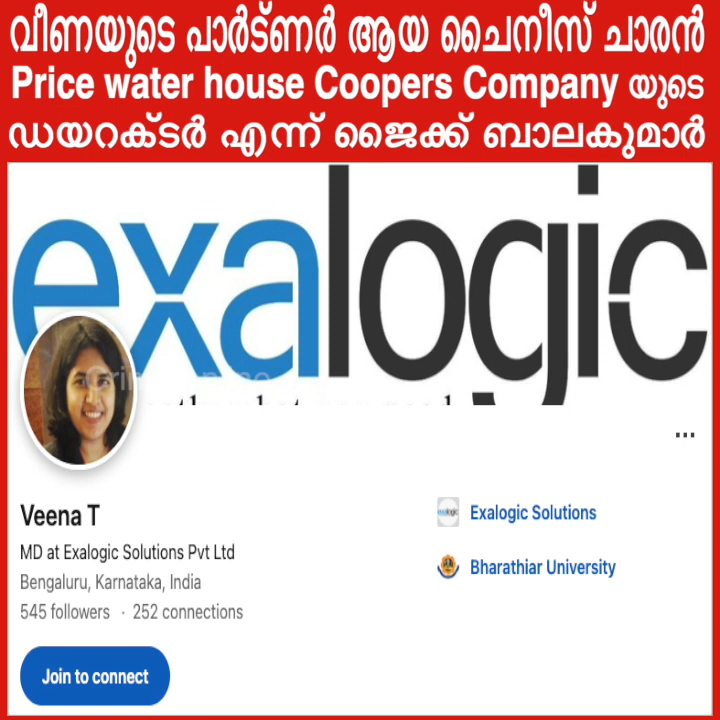 വീണയുടെ പാർട്ണർ ആയ ചൈനീസ് ചാരൻ
Price water house Coopers Company യുടെ
ഡയറക്ടർ എന്ന് ജൈക്ക് ബാലകുമാർ
exalogic
...
Veena T
MD at Exalogic Solutions Pvt Ltd
Bengaluru, Karnataka, India
545 followers · 252 connections
Join to connect
Exalogic Solutions
Bharathiar University